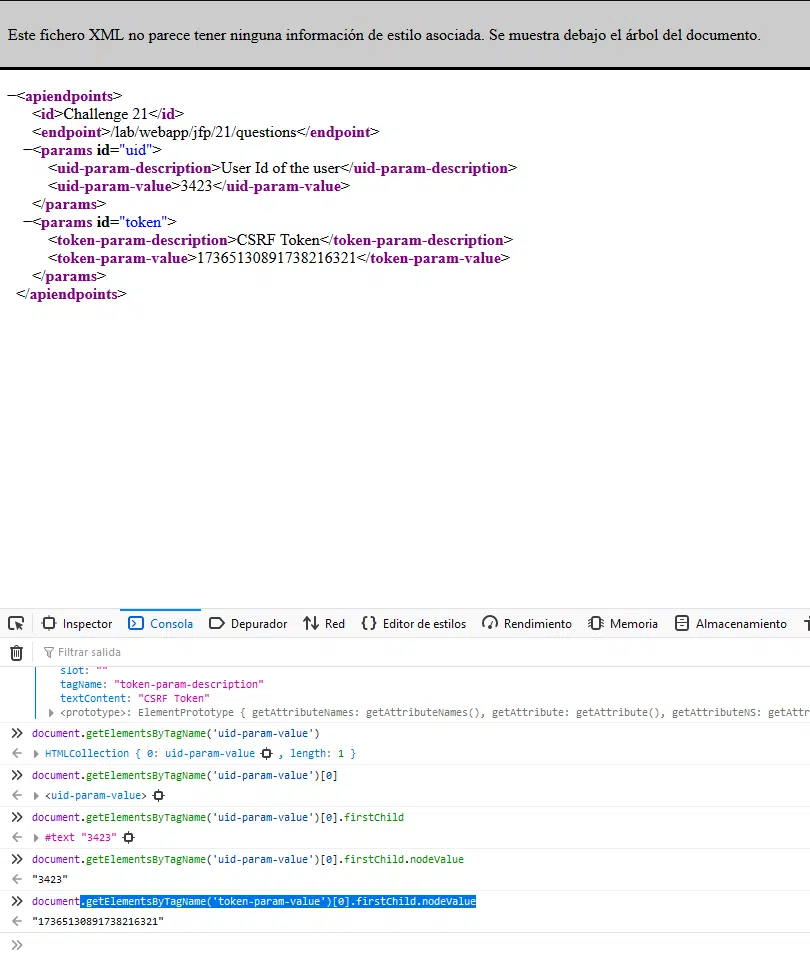 Este fichero XML no parece tener ninguna información de estilo asociada. Se muestra debajo el árbol del documento.
−<apiendpoints>
<id>Challenge 21</id>
<endpoint>/lab/webapp/jfp/21/questions</endpoint>
−<params id="uid">
<uid-param-description>User Id of the user</uid-param-description>
<uid-param-value>3423</uid-param-value>
</params>
−<params id="token">
<token-param-description>CSRF Token</token-param-description>
<token-param-value>17365130891738216321</token-param-value>
</params>
</apiendpoints>
Inspector Consola Depurador Red {} Editor de estilos Rendimiento Memoria Almacenamiento
Filtrar salida
slot: ""
tagName: "token-param-description"
textContent: "CSRF Token"
<prototype>: ElementPrototype { getAttributeNames: getAttributeNames(), getAttribute: getAttribute(), getAttributeNS: getAttr
document.getElementsByTagName('uid-param-value')
HTMLCollection { 0: uid-param-value , length: 1 }
document.getElementsByTagName('uid-param-value')[0]
<uid-param-value>
document.getElementsByTagName('uid-param-value')[0].firstChild
#text "3423"
document.getElementsByTagName('uid-param-value')[0].firstChild.nodeValue
"3423"
document.getElementsByTagName('token-param-value')[0].firstChild.nodeValue
"17365130891738216321"